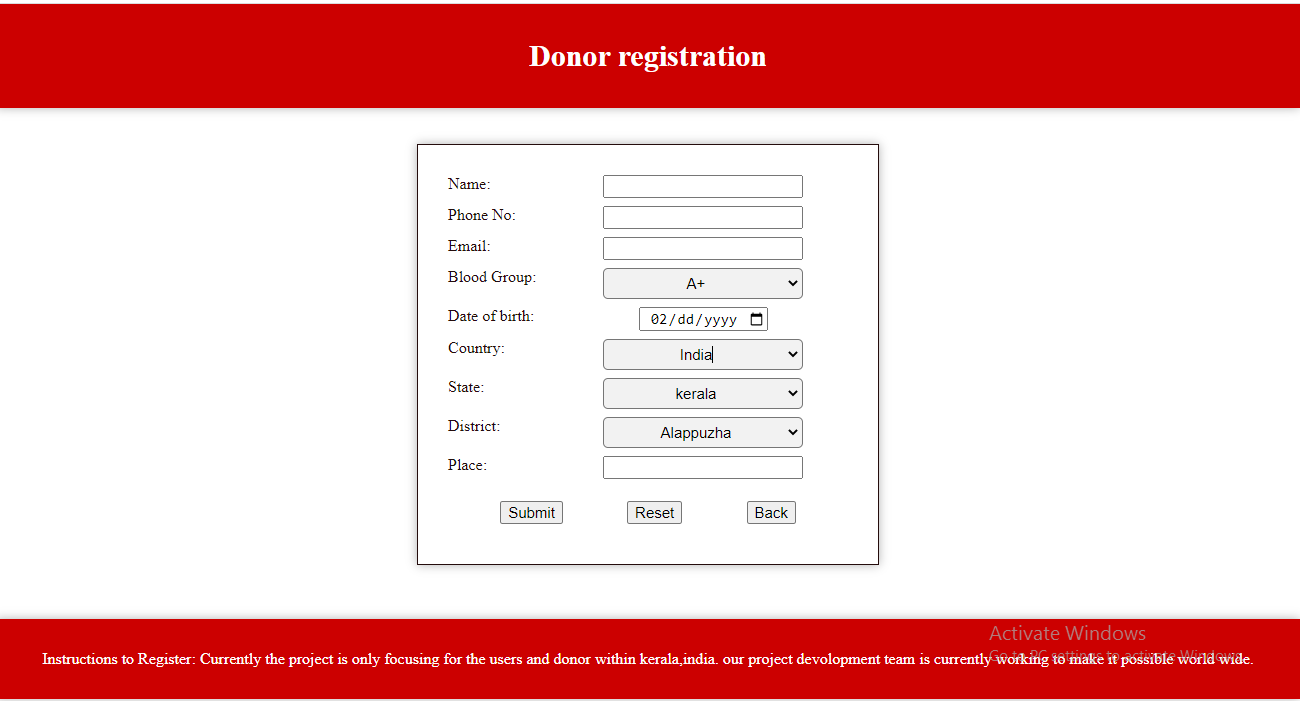 Donor registration
Name:
Phone No:
Email:
Blood Group: A+
Date of birth: 02/dd/yyyy
Country: India
State: kerala
District: Alappuzha
Place:
Submit Reset Back
Activate Windows
Go to PC settings to activate Windows.
Instructions to Register: Currently the project is only focusing for the users and donor within kerala,india. our project devolopment team is currently working to make it possible world wide.